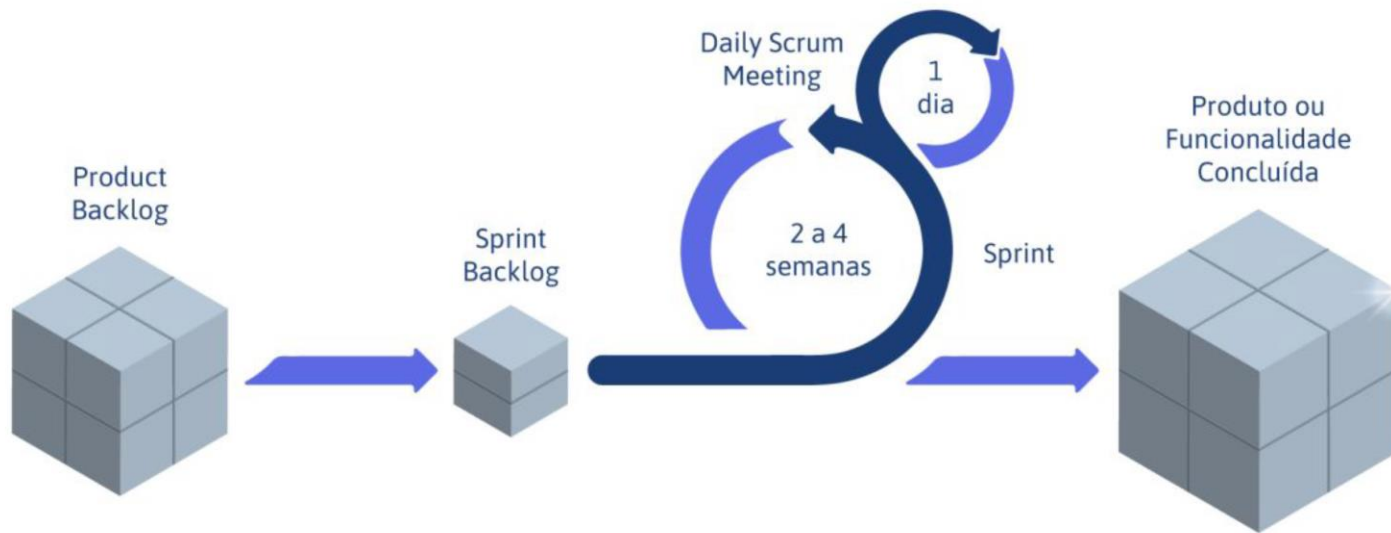 Product
Backlog
Sprint
Backlog
Daily Scrum
Meeting
1
dia
2 a 4
semanas
Sprint
Produto ou
Funcionalidade
Concluída